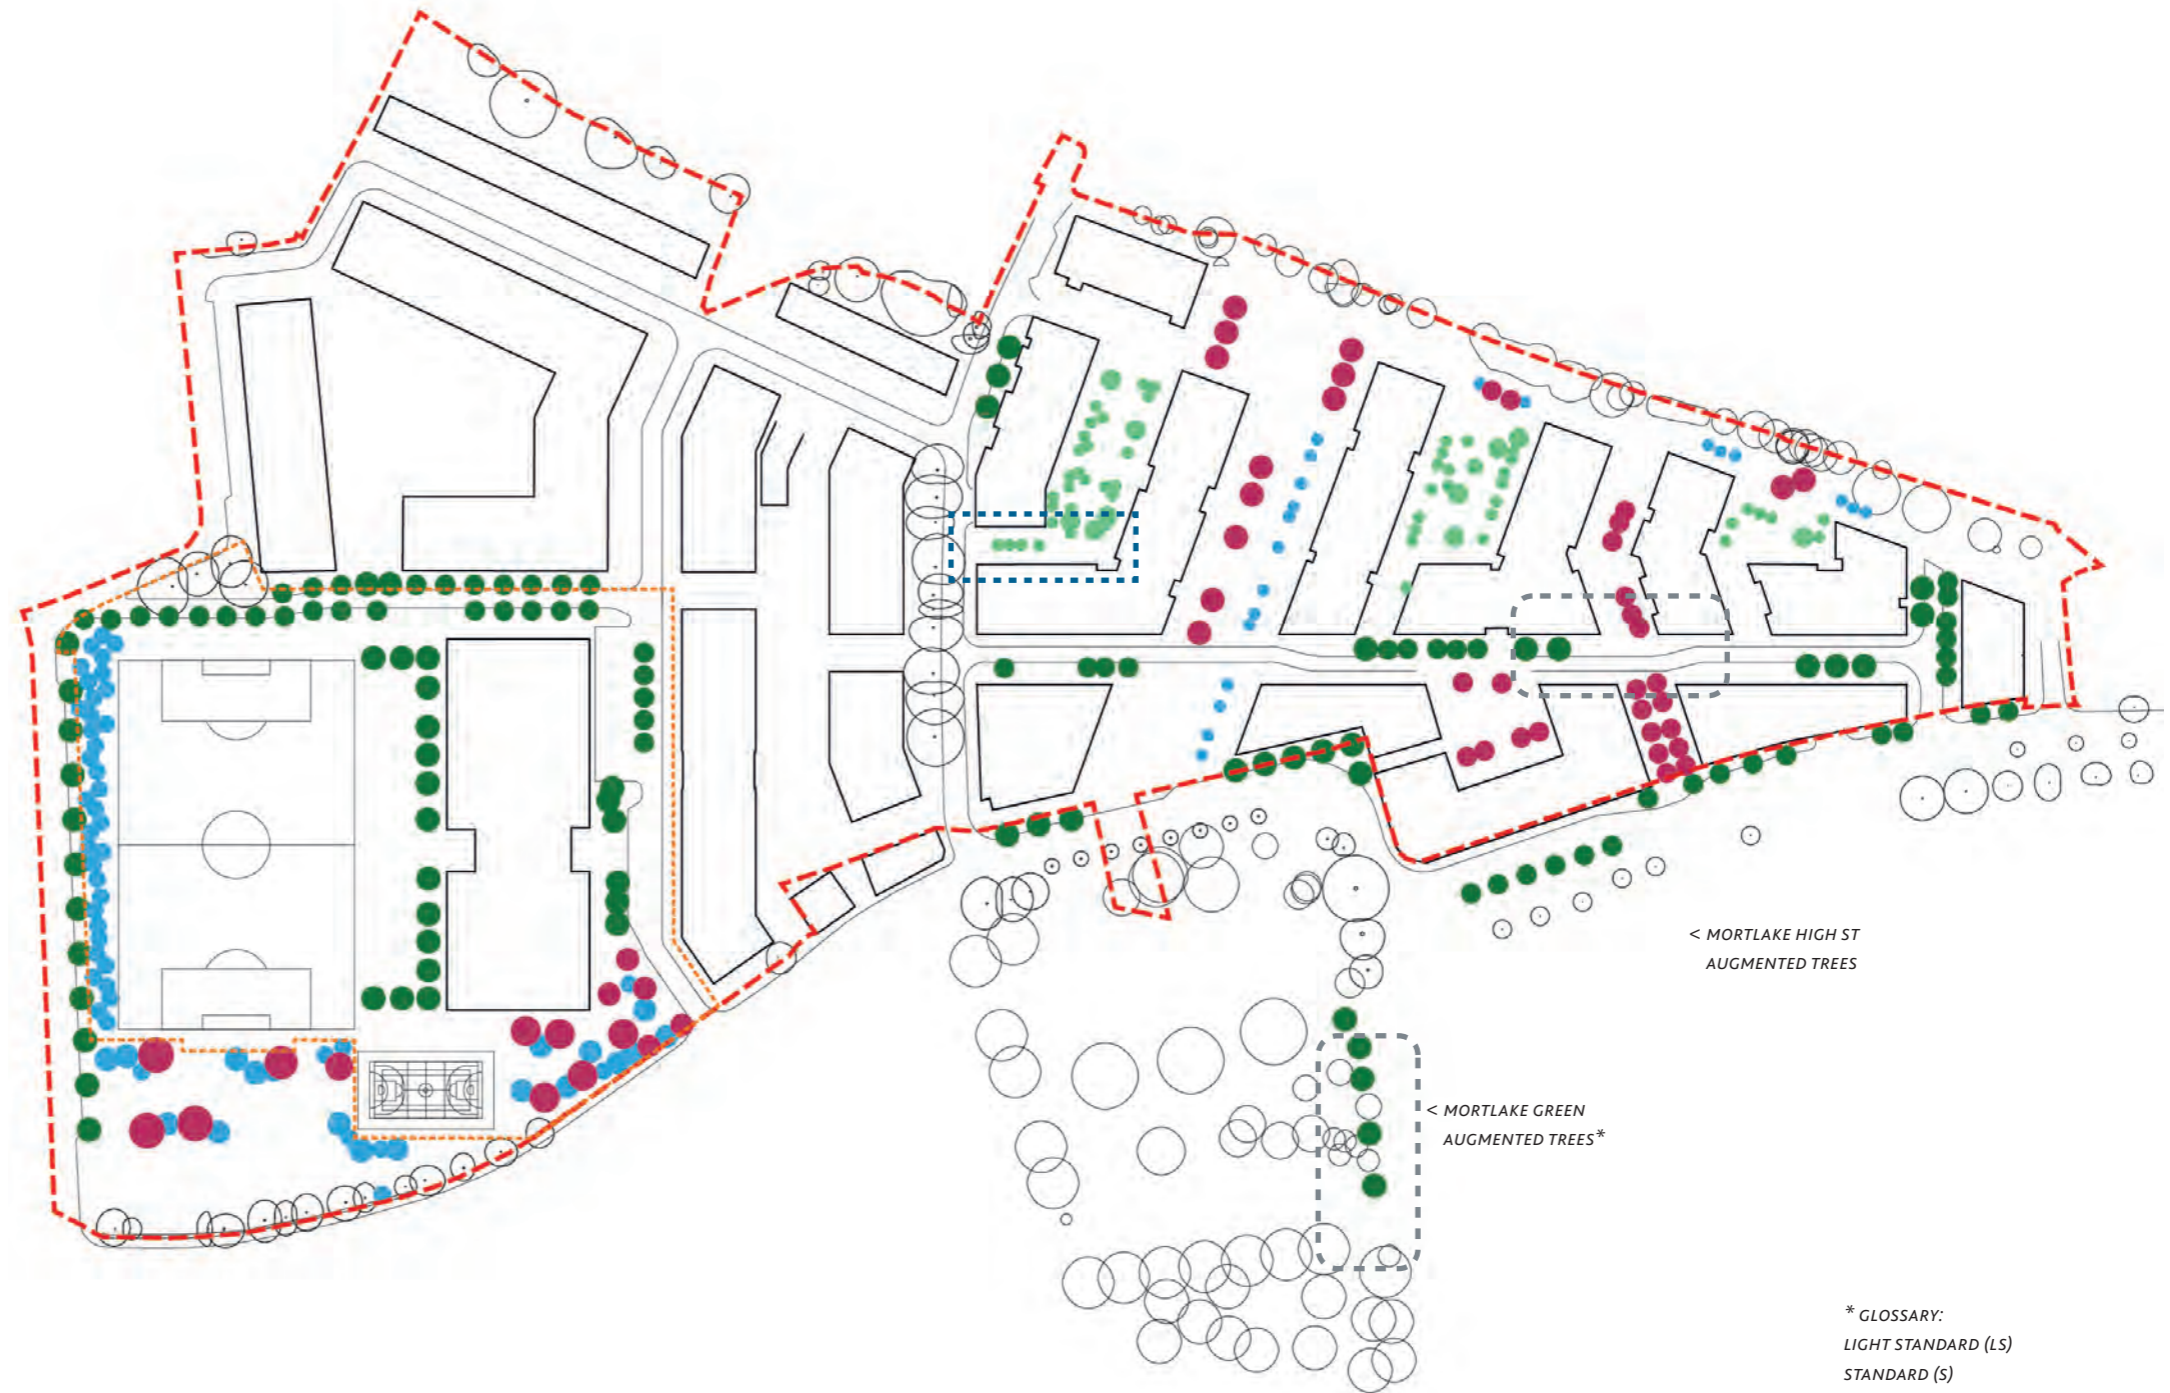 < MORTLAKE HIGH ST
AUGMENTED TREES
< MORTLAKE GREEN
AUGMENTED TREES*
* GLOSSARY:
LIGHT STANDARD (LS)
STANDARD (S)